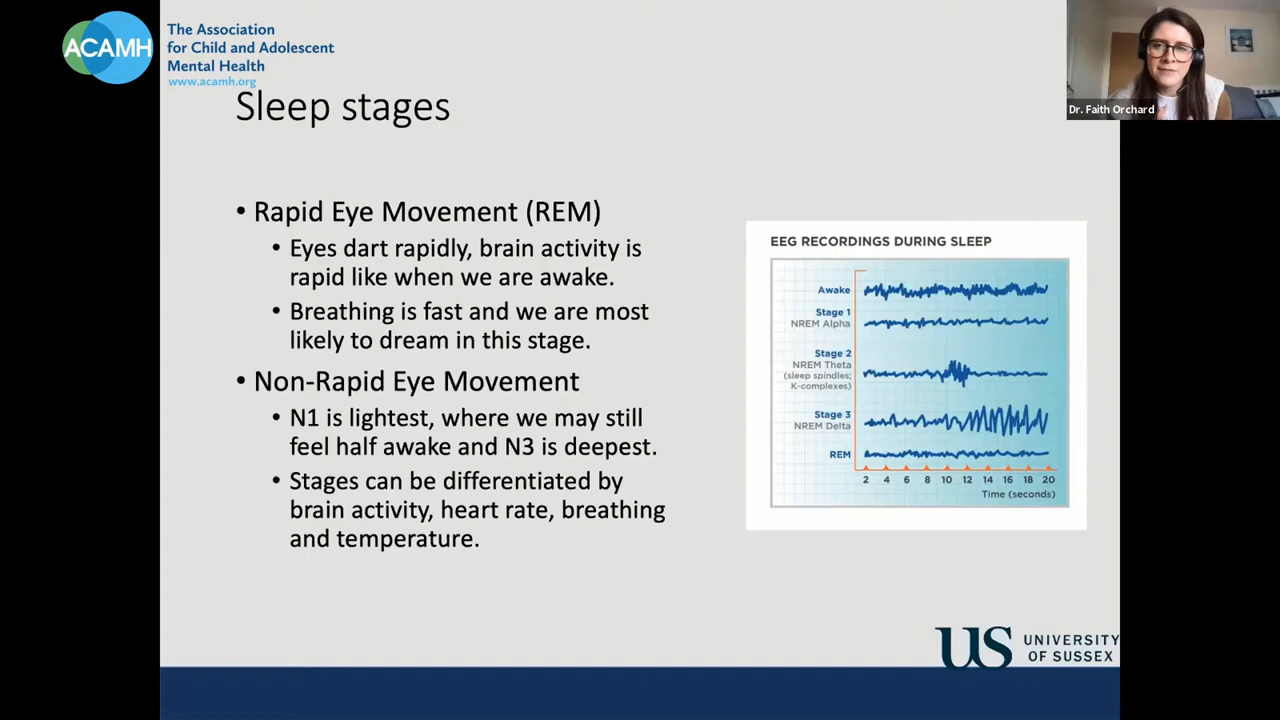 ACAMH
The Association
for Child and Adolescent
Mental Health
www.acamh.org
Dr. Faith Orchard
Sleep stages
• Rapid Eye Movement (REM)
• Eyes dart rapidly, brain activity is
rapid like when we are awake.
• Breathing is fast and we are most
likely to dream in this stage.
• Non-Rapid Eye Movement
• N1 is lightest, where we may still
feel half awake and N3 is deepest.
• Stages can be differentiated by
brain activity, heart rate, breathing
and temperature.
EEG RECORDINGS DURING SLEEP
Awake
Stage 1
NREM Alpha
Stage 2
NREM Theta
(sleep spindles;
K-complexes)
Stage 3
NREM Delta
REM
2 4 6 8 10 12 14 16 18 20
Time (seconds)
US
UNIVERSITY
OF SUSSEX